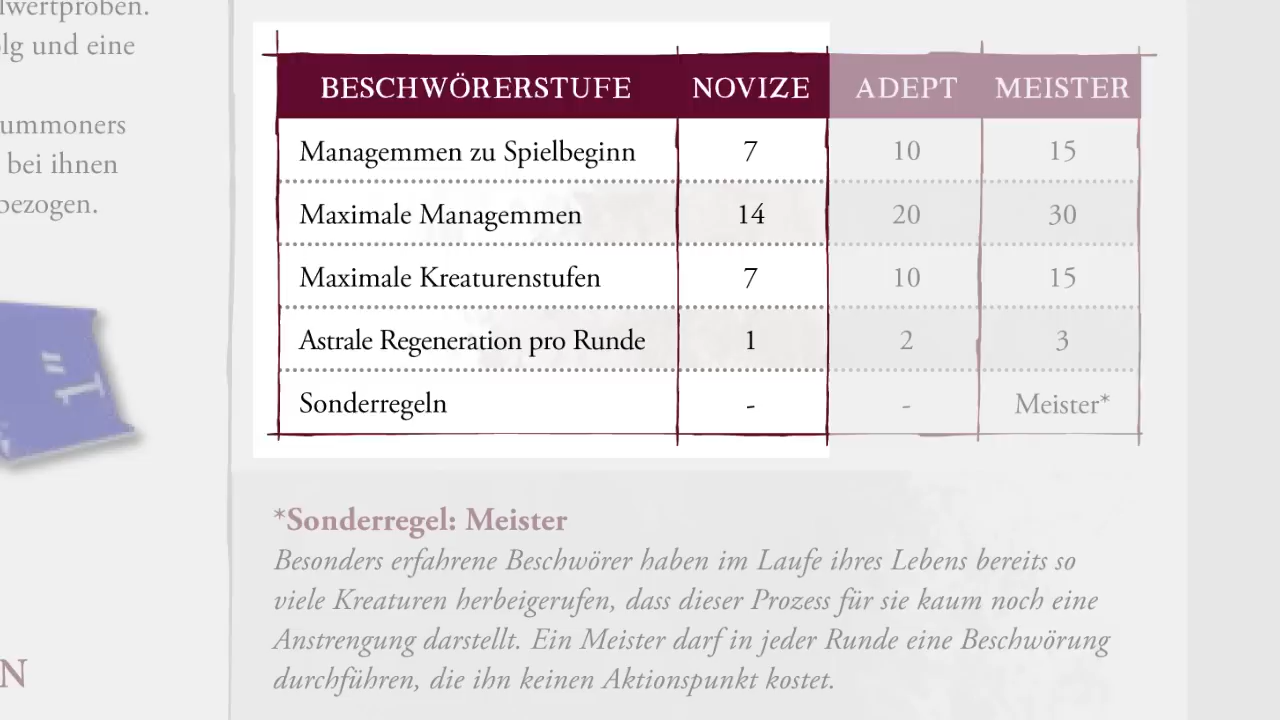 lwertproben.
lg und eine
ummoners
bei ihnen
bezogen.
1"
N
BESCHWÖRERSTUFE NOVIZE ADEPT MEISTER
Managemmen zu Spielbeginn 7 10 15
Maximale Managemmen 14 20 30
Maximale Kreaturenstufen 7 10 15
Astrale Regeneration pro Runde 1 2 3
Sonderregeln - - Meister*
*Sonderregel: Meister
Besonders erfahrene Beschwörer haben im Laufe ihres Lebens bereits so
viele Kreaturen herbeigerufen, dass dieser Prozess für sie kaum noch eine
Anstrengung darstellt. Ein Meister darf in jeder Runde eine Beschwörung
durchführen, die ihn keinen Aktionspunkt kostet.